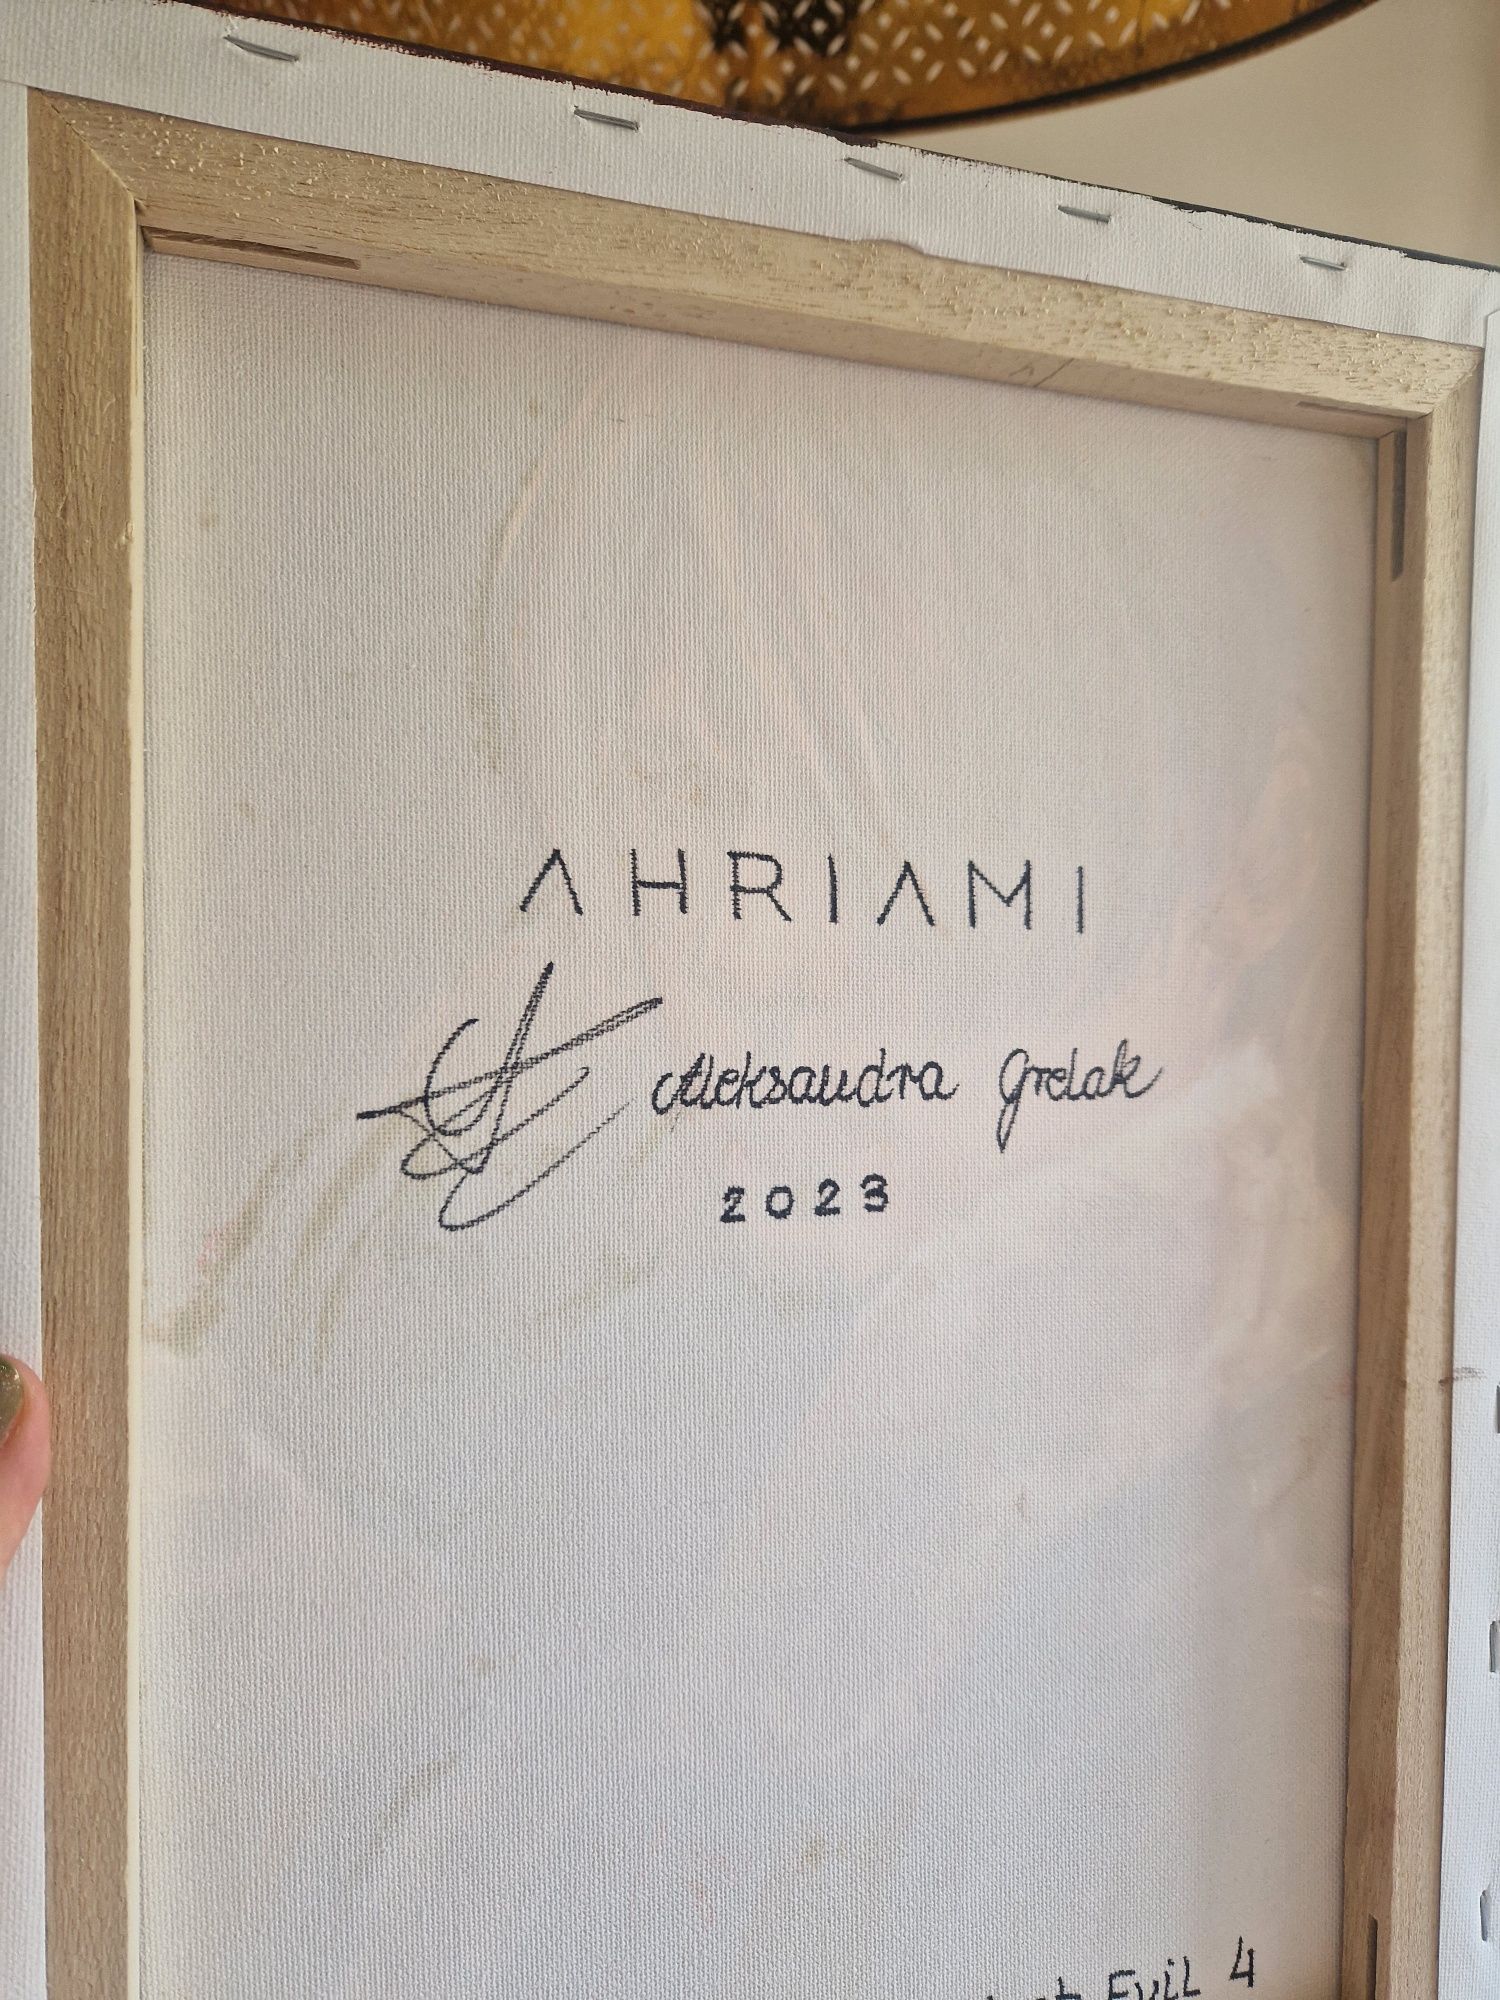 AHRIAMI
Aleksandra Grelak
2023
Evil 4